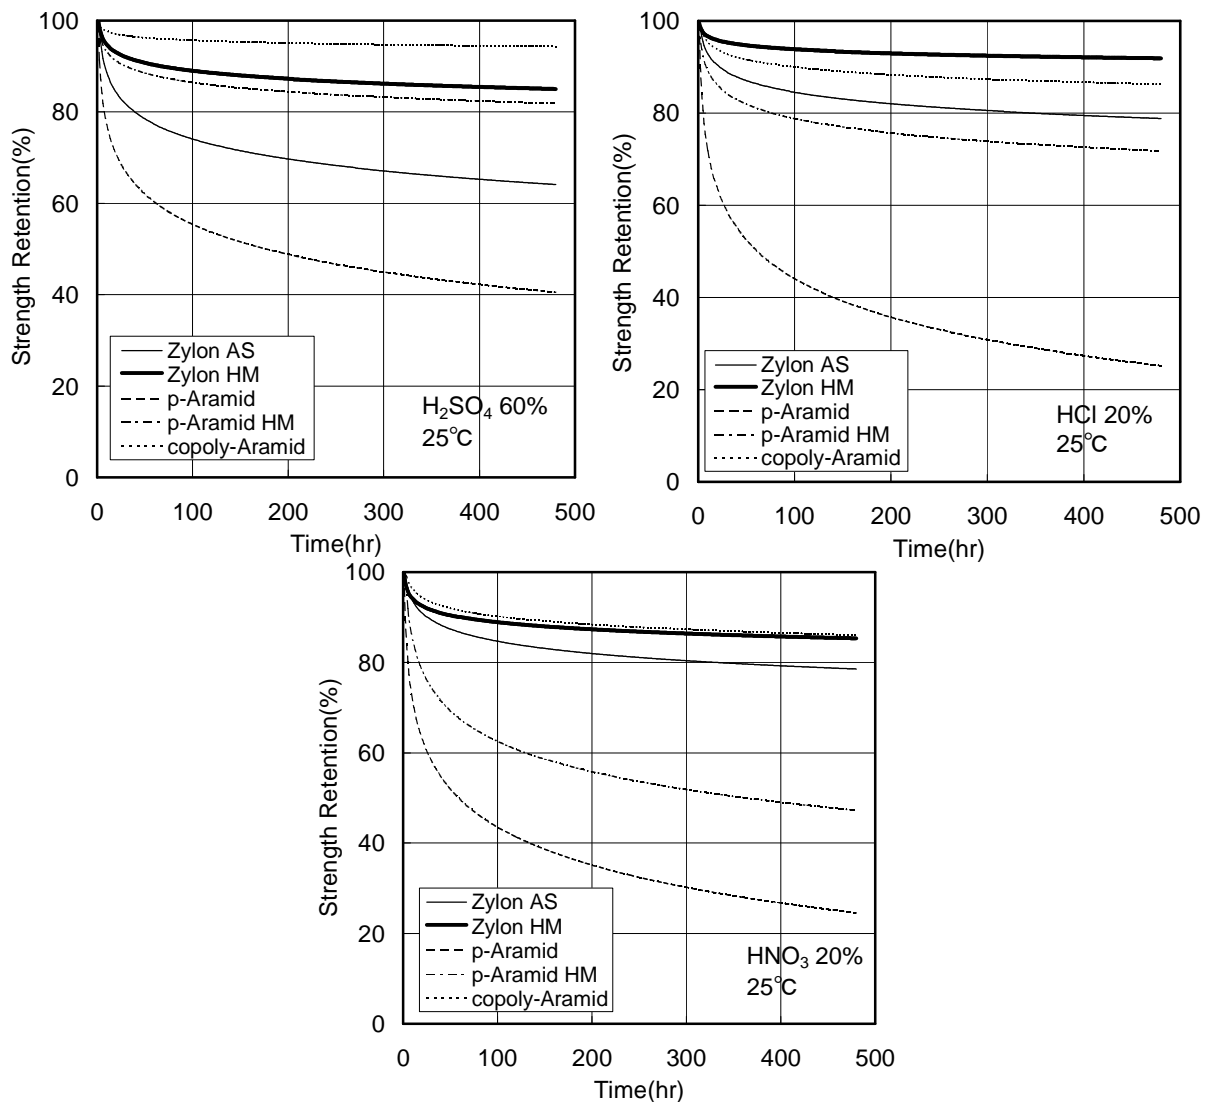 100
80
60
40
20
0
Strength Retention(%)
Zylon AS
Zylon HM
p-Aramid
p-Aramid HM
copoly-Aramid
H₂SO₄ 60%
25℃
0 100 200 300 400 500
Time(hr)
100
80
60
40
20
0
Strength Retention(%)
Zylon AS
Zylon HM
p-Aramid
p-Aramid HM
copoly-Aramid
HCl 20%
25℃
0 100 200 300 400 500
Time(hr)
100
80
60
40
20
0
Strength Retention(%)
Zylon AS
Zylon HM
p-Aramid
p-Aramid HM
copoly-Aramid
HNO₃ 20%
25℃
0 100 200 300 400 500
Time(hr)